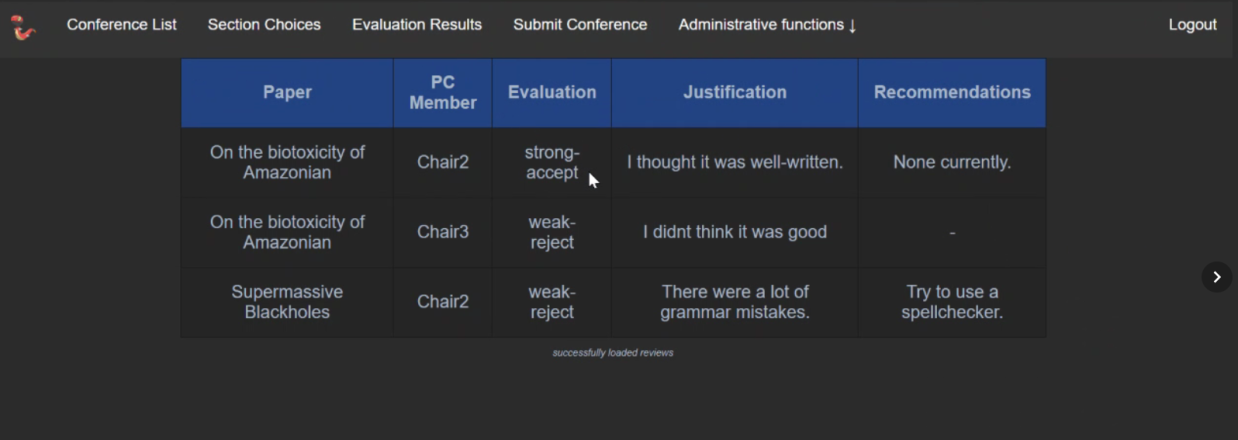 Conference List Section Choices Evaluation Results Submit Conference Administrative functions ↓ Logout
Paper PC Member Evaluation Justification Recommendations
On the biotoxicity of Amazonian Chair2 strong-accept I thought it was well-written. None currently.
On the biotoxicity of Amazonian Chair3 weak-reject I didnt think it was good -
Supermassive Blackholes Chair2 weak-reject There were a lot of grammar mistakes. Try to use a spellchecker.
successfully loaded reviews